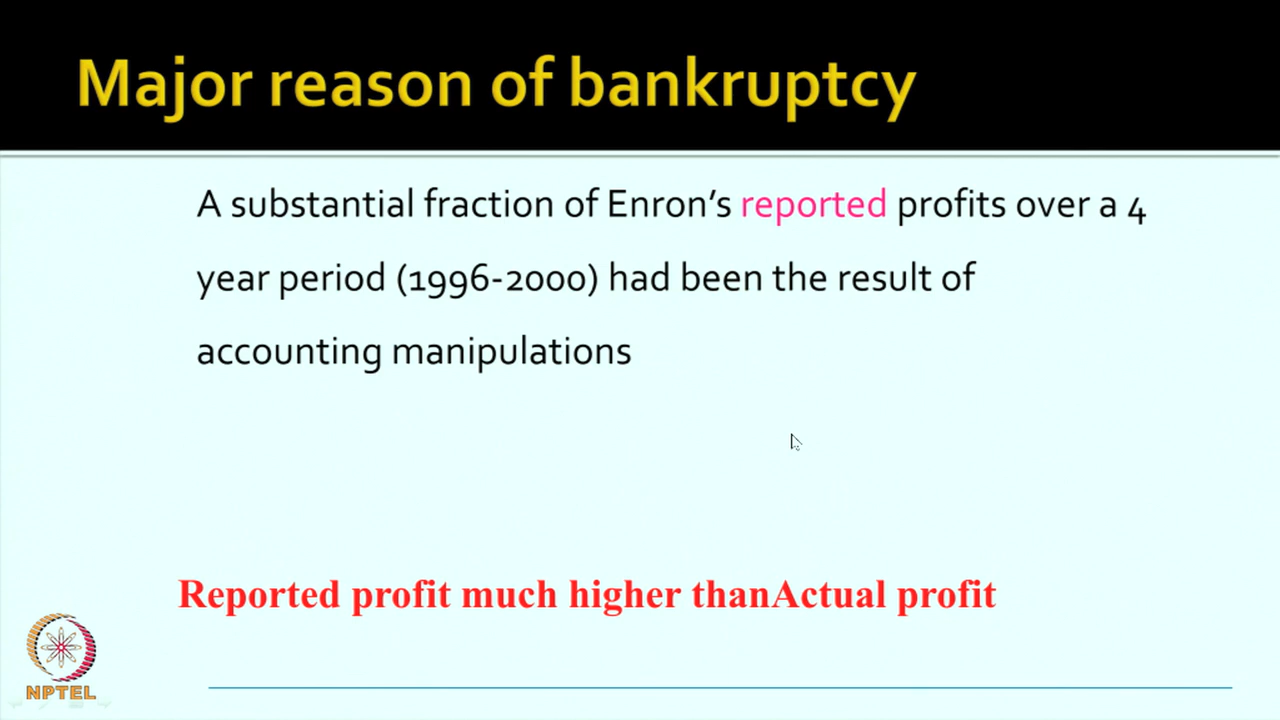 Major reason of bankruptcy
A substantial fraction of Enron’s reported profits over a 4
year period (1996-2000) had been the result of
accounting manipulations
Reported profit much higher thanActual profit
NPTEL